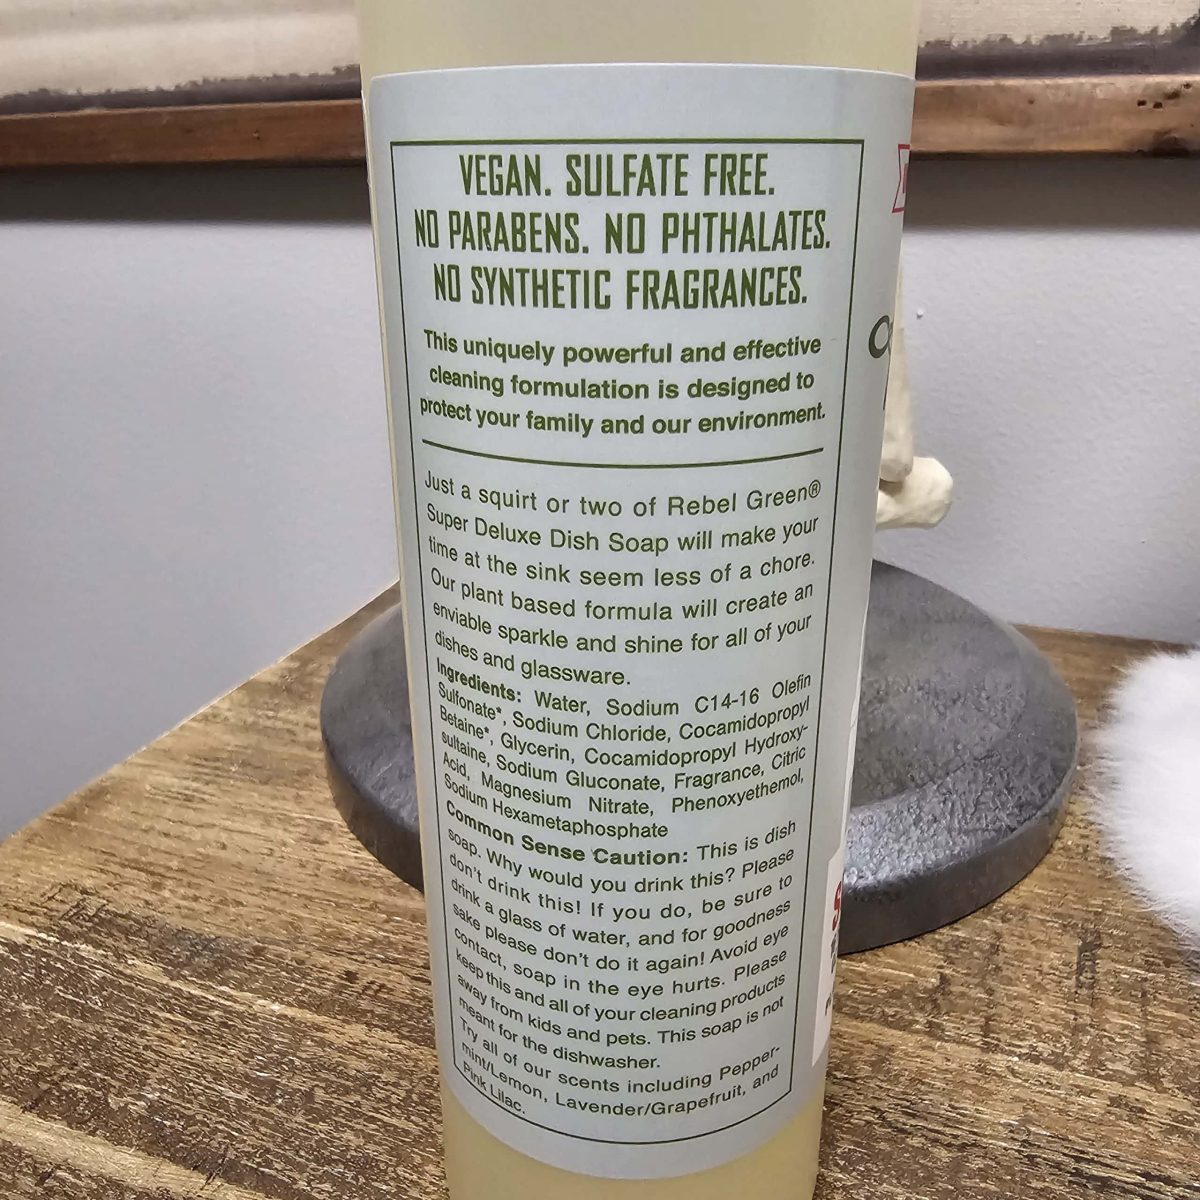 VEGAN. SULFATE FREE.
NO PARABENS. NO PHTHALATES.
NO SYNTHETIC FRAGRANCES.
This uniquely powerful and effective
cleaning formulation is designed to
protect your family and our environment.
Just a squirt or two of Rebel Green®
Super Deluxe Dish Soap will make your
time at the sink seem less of a chore.
Our plant based formula will create an
enviable sparkle and shine for all of your
dishes and glassware.
Ingredients: Water, Sodium C14-16 Olefin
Sulfonate*, Sodium Chloride, Cocamidopropyl
Betaine*, Glycerin, Cocamidopropyl Hydroxy-
sultaine, Sodium Gluconate, Fragrance, Citric
Acid, Magnesium Nitrate, Phenoxyethemol,
Sodium Hexametaphosphate
Common Sense Caution: This is dish
soap. Why would you drink this? Please
don't drink this! If you do, be sure to
drink a glass of water, and for goodness
sake please don't do it again! Avoid eye
contact, soap in the eye hurts. Please
keep this and all of your cleaning products
away from kids and pets. This soap is not
meant for the dishwasher.
Try all of our scents including Pepper-
mint/Lemon, Lavender/Grapefruit, and
Pink Lilac.